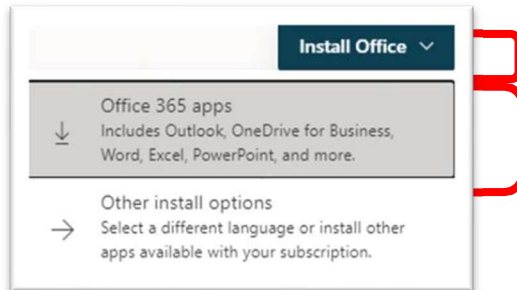 Install Office
Office 365 apps
Includes Outlook, OneDrive for Business,
Word, Excel, PowerPoint, and more.
Other install options
Select a different language or install other
apps available with your subscription.